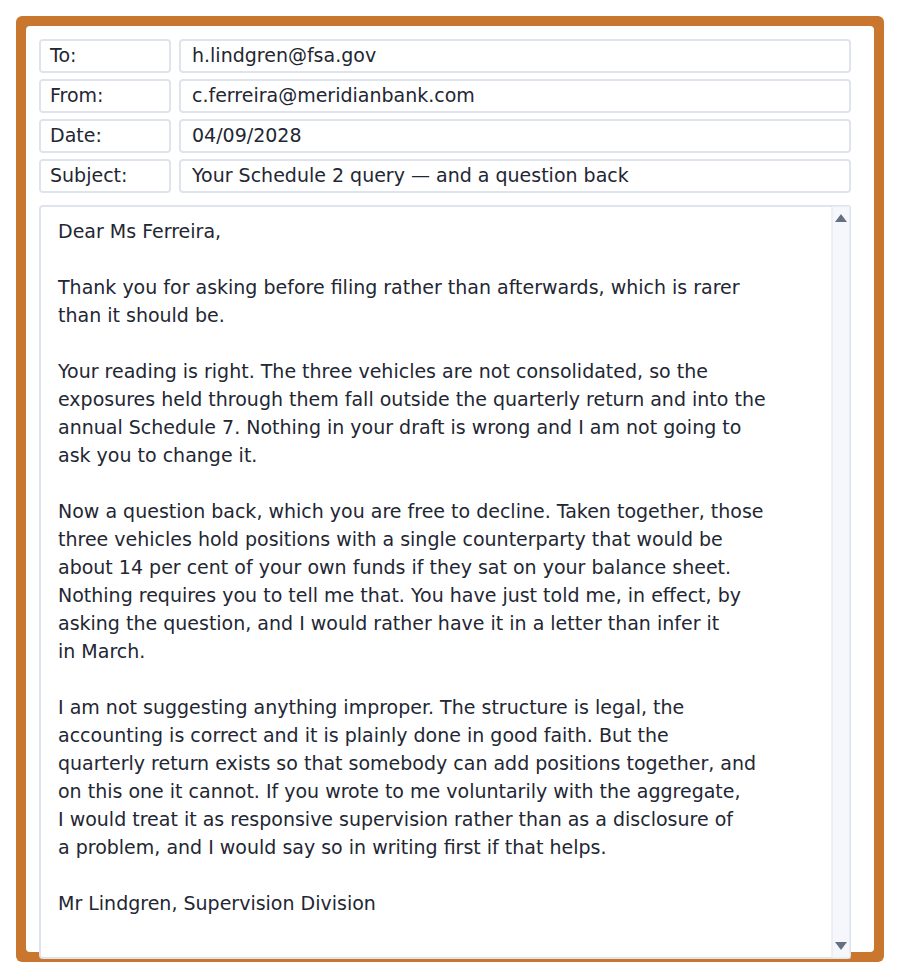 To:
h.lindgren@fsa.gov
From:
c.ferreira@meridianbank.com
Date:
04/09/2028
Subject:
Your Schedule 2 query — and a question back
Dear Ms Ferreira,
Thank you for asking before filing rather than afterwards, which is rarer
than it should be.
Your reading is right. The three vehicles are not consolidated, so the
exposures held through them fall outside the quarterly return and into the
annual Schedule 7. Nothing in your draft is wrong and I am not going to
ask you to change it.
Now a question back, which you are free to decline. Taken together, those
three vehicles hold positions with a single counterparty that would be
about 14 per cent of your own funds if they sat on your balance sheet.
Nothing requires you to tell me that. You have just told me, in effect, by
asking the question, and I would rather have it in a letter than infer it
in March.
I am not suggesting anything improper. The structure is legal, the
accounting is correct and it is plainly done in good faith. But the
quarterly return exists so that somebody can add positions together, and
on this one it cannot. If you wrote to me voluntarily with the aggregate,
I would treat it as responsive supervision rather than as a disclosure of
a problem, and I would say so in writing first if that helps.
Mr Lindgren, Supervision Division